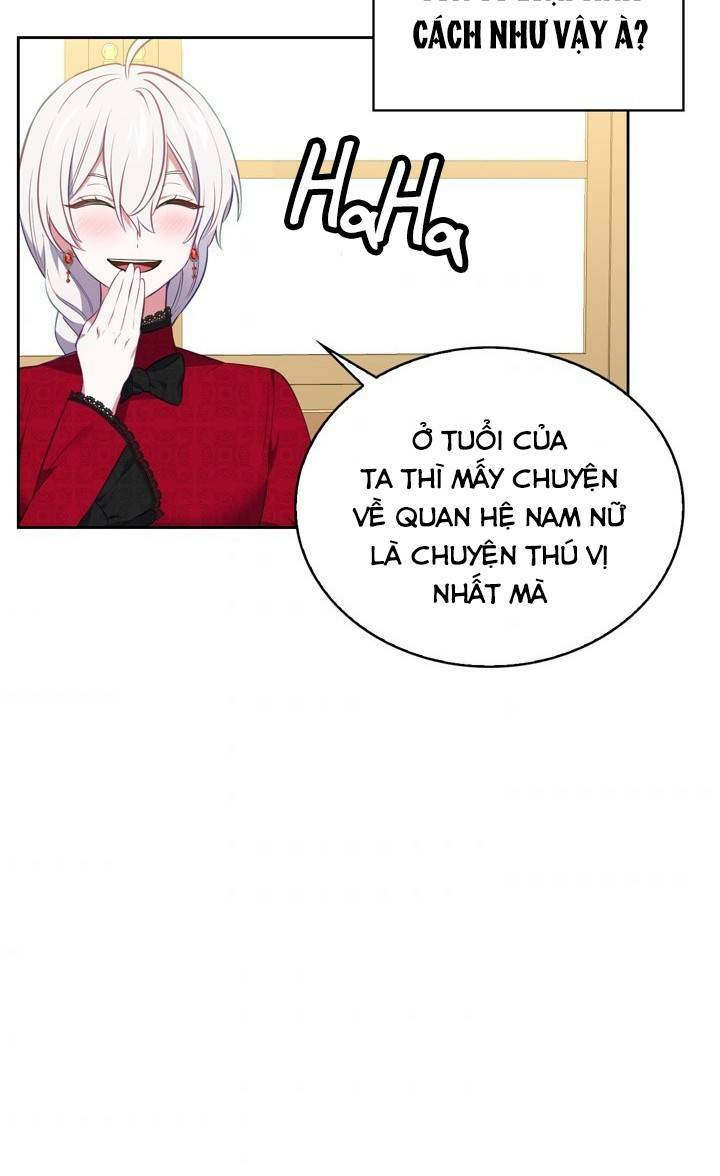 CÁCH NHƯ VẬY À?
HaHa
Ở TUỔI CỦA
TA THÌ MẤY CHUYỆN
VỀ QUAN HỆ NAM NỮ
LÀ CHUYỆN THÚ VỊ
NHẤT MÀ